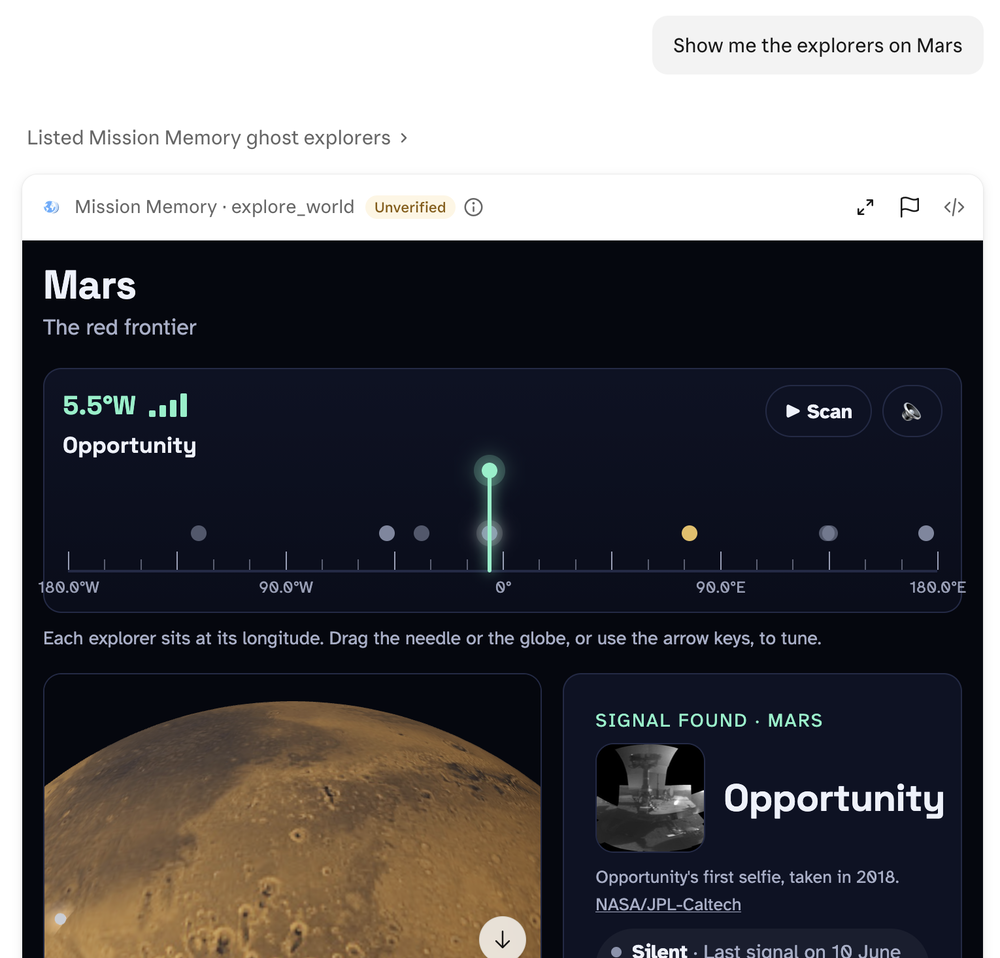 Show me the explorers on Mars
Listed Mission Memory ghost explorers
Mission Memory · explore_world Unverified
Mars
The red frontier
5.5°W
Scan
Opportunity
180.0°W 90.0°W 0° 90.0°E 180.0°E
Each explorer sits at its longitude. Drag the needle or the globe, or use the arrow keys, to tune.
SIGNAL FOUND · MARS
Opportunity
Opportunity's first selfie, taken in 2018.
NASA/JPL-Caltech
Silent · Last signal on 10 June